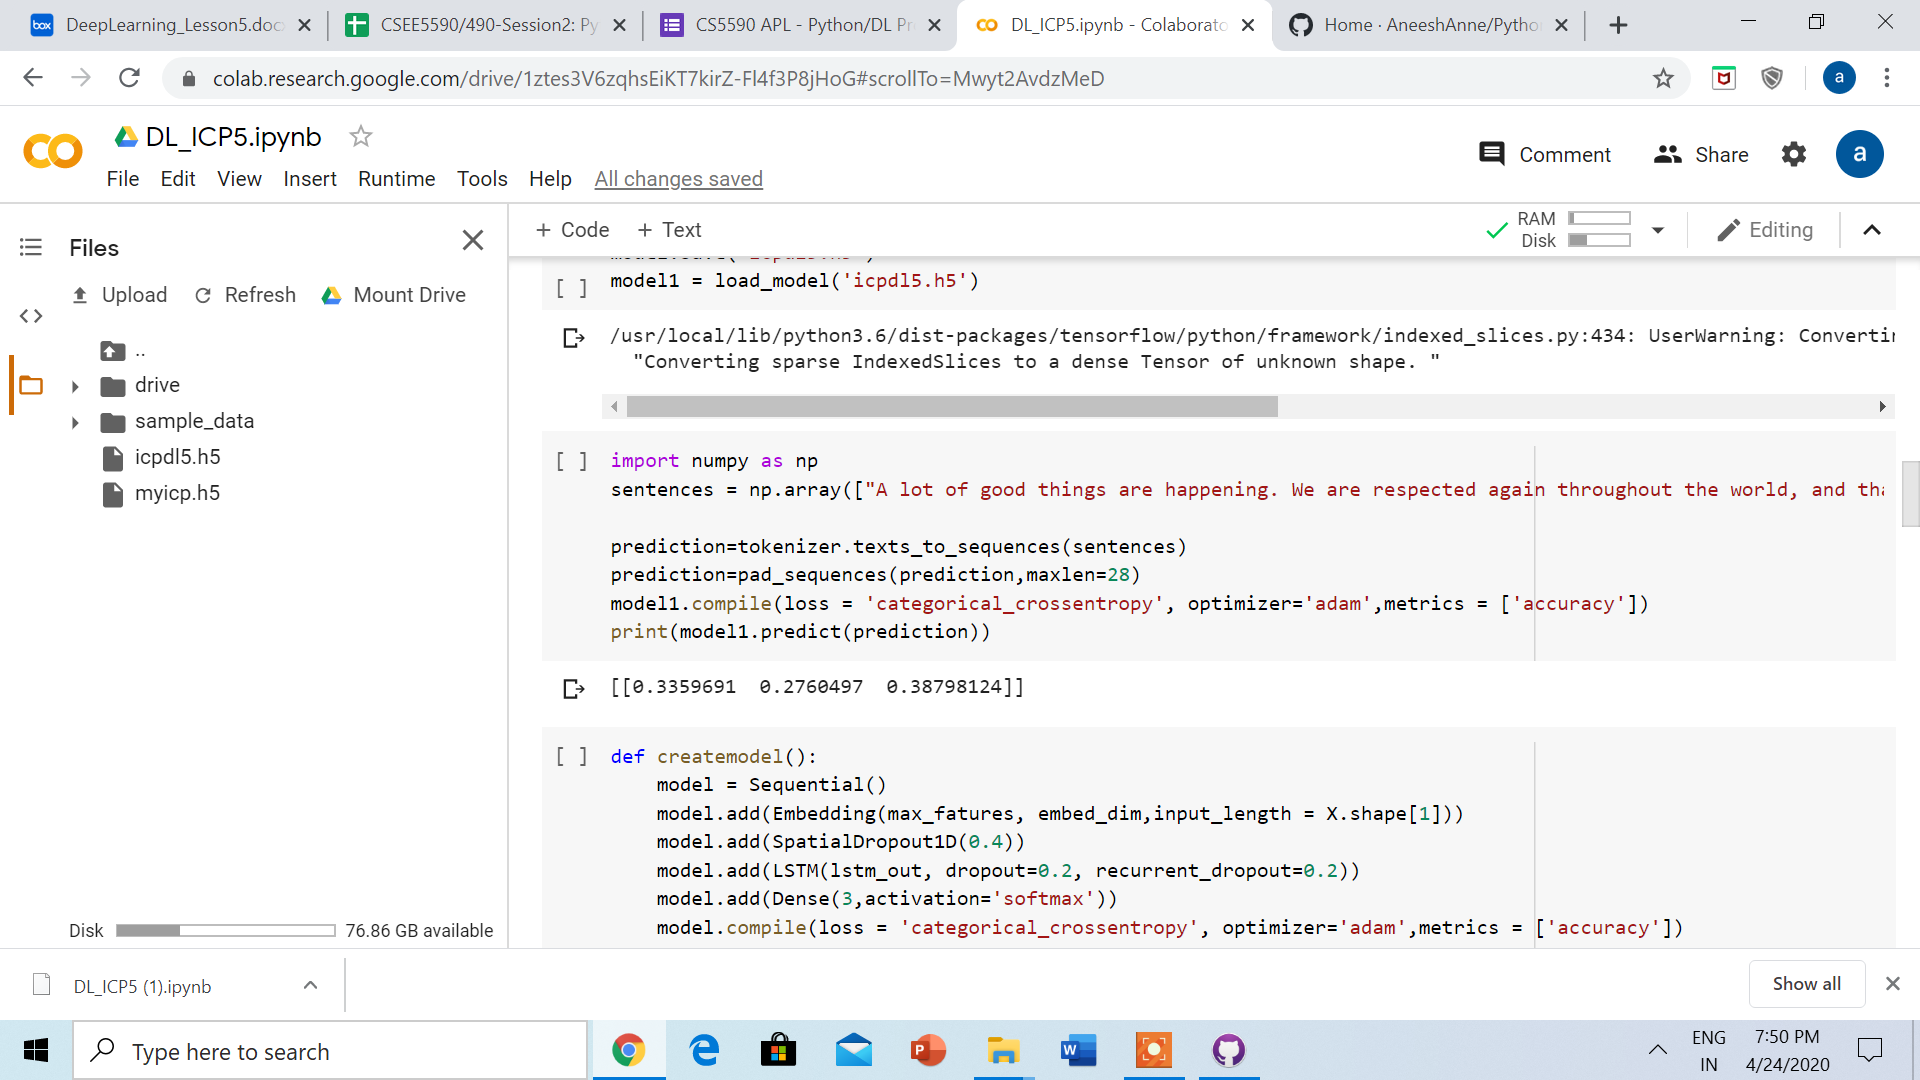 DeepLearning_Lesson5.doc
CSEE5590/490-Session2: Py
CS5590 APL - Python/DL Pr
DL_ICP5.ipynb - Colaborato
Home · AneeshAnne/Pytho
colab.research.google.com/drive/1ztes3V6zqhsEiKT7kirZ-Fl4f3P8jHoG#scrollTo=Mwyt2AvdzMeD
a
DL_ICP5.ipynb
File Edit View Insert Runtime Tools Help All changes saved
Comment Share a
+ Code + Text
RAM
Disk
Editing
Files
Upload Refresh Mount Drive
..
drive
sample_data
icpdl5.h5
myicp.h5
Disk 76.86 GB available
[ ] model1 = load_model('icpdl5.h5')
/usr/local/lib/python3.6/dist-packages/tensorflow/python/framework/indexed_slices.py:434: UserWarning: Convertin
"Converting sparse IndexedSlices to a dense Tensor of unknown shape. "
[ ] import numpy as np
sentences = np.array(["A lot of good things are happening. We are respected again throughout the world, and tha
prediction=tokenizer.texts_to_sequences(sentences)
prediction=pad_sequences(prediction,maxlen=28)
model1.compile(loss = 'categorical_crossentropy', optimizer='adam',metrics = ['accuracy'])
print(model1.predict(prediction))
[[0.3359691 0.2760497 0.38798124]]
[ ] def createmodel():
model = Sequential()
model.add(Embedding(max_fatures, embed_dim,input_length = X.shape[1]))
model.add(SpatialDropout1D(0.4))
model.add(LSTM(lstm_out, dropout=0.2, recurrent_dropout=0.2))
model.add(Dense(3,activation='softmax'))
model.compile(loss = 'categorical_crossentropy', optimizer='adam',metrics = ['accuracy'])
DL_ICP5 (1).ipynb
Show all
Type here to search
ENG
IN
7:50 PM
4/24/2020